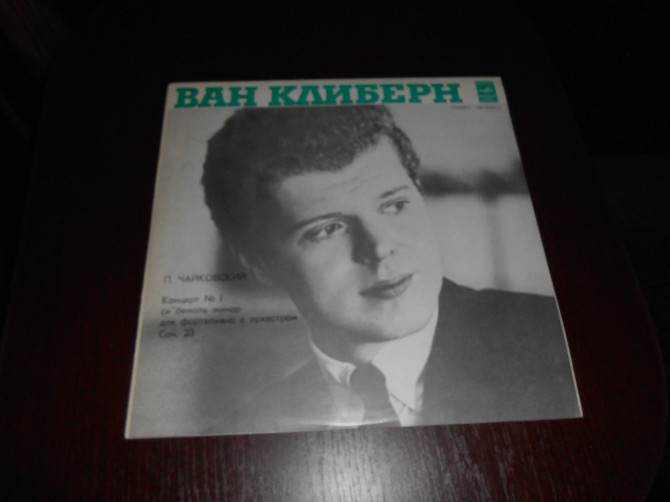 ВАН КЛИБЕРН
П. ЧАЙКОВСКИЙ
Концерт № 1
си бемоль минор
для фортепиано с оркестром
Соч. 23